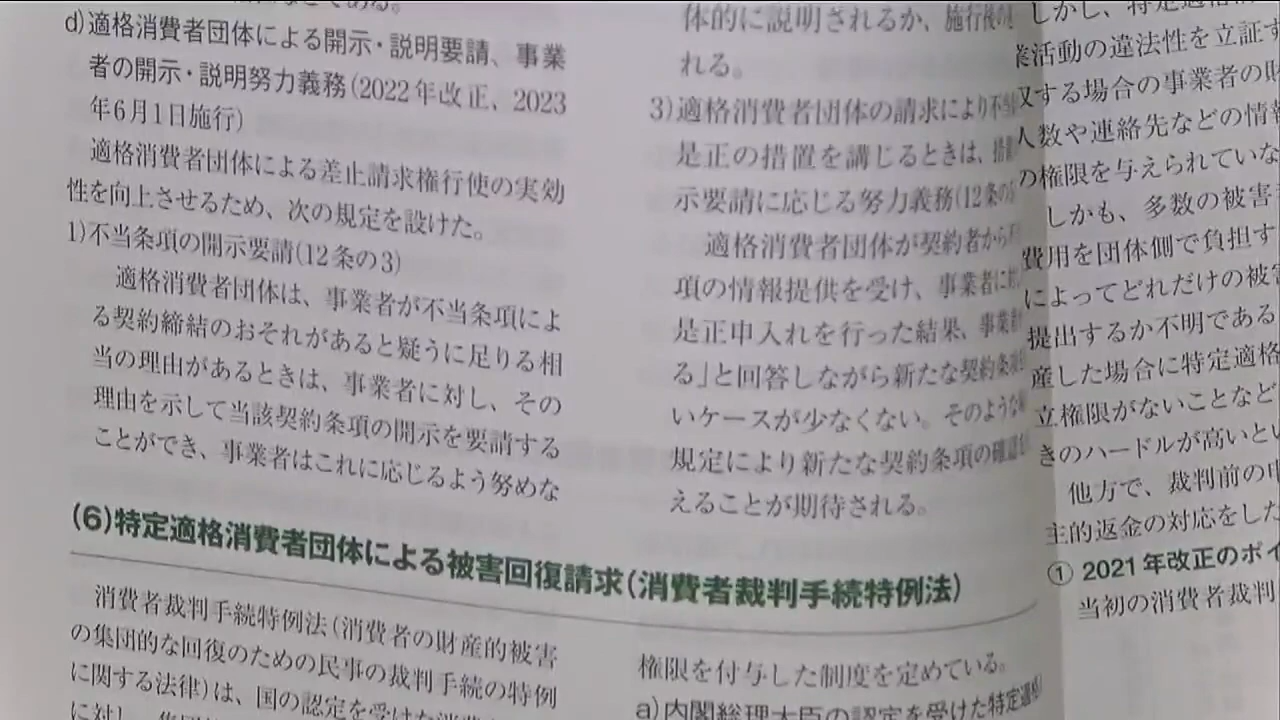 d)適格消費者団体による開示・説明要請、事業
者の開示・説明努力義務(2022年改正、2023
年6月1日施行)
適格消費者団体による差止請求権行使の実効
性を向上させるため、次の規定を設けた。
1)不当条項の開示要請(12条の3)
適格消費者団体は、事業者が不当条項によ
る契約締結のおそれがあると疑うに足りる相
当の理由があるときは、事業者に対し、その
理由を示して当該契約条項の開示を要請する
ことができ、事業者はこれに応じるよう努めな
体的に説明されるか、施行後の
れる。
3)適格消費者団体の請求により不当
是正の措置を講じるときは、措置
示要請に応じる努力義務(12条の5
適格消費者団体が契約者から
項の情報提供を受け、事業者に対
是正申入れを行った結果、事業者
る」と回答しながら新たな契約条項
いケースが少なくない。そのような
規定により新たな契約条項の確認
えることが期待される。
(6)特定適格消費者団体による被害回復請求(消費者裁判手続特例法)
消費者裁判手続特例法(消費者の財産的被害
の集団的な回復のための民事の裁判手続の特例
に関する法律)は、国の認定を受けた消費
権限を付与した制度を定めている。
a)内閣総理大臣の認定を受けた特定適格
しかし、特定適格消
業活動の違法性を立証す
収する場合の事業者の財
人数や連絡先などの情報
の権限を与えられていな
しかも、多数の被害
費用を団体側で負担す
によってどれだけの被害
提出するか不明である
産した場合に特定適格
立権限がないことなど
きのハードルが高いとい
他方で、裁判前の申
主的返金の対応をした
① 2021年改正のポイ
当初の消費者裁判